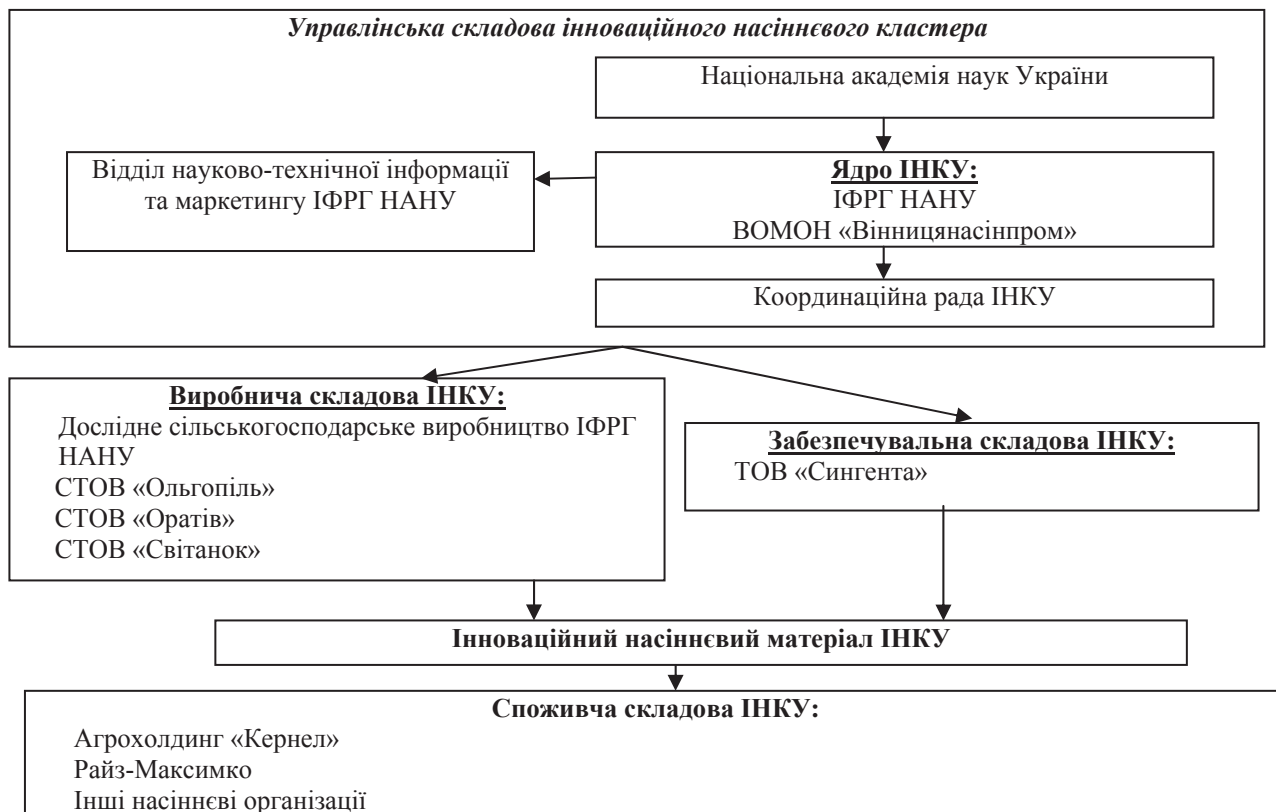 Управлінська складова інноваційного насіннєвого кластера
Національна академія наук України
Відділ науково-технічної інформації
та маркетингу ІФРГ НАНУ
Ядро ІНКУ:
ІФРГ НАНУ
ВОМОН «Вінницянасінпром»
Координаційна рада ІНКУ
Виробнича складова ІНКУ:
Дослідне сільськогосподарське виробництво ІФРГ
НАНУ
СТОВ «Ольгопіль»
СТОВ «Оратів»
СТОВ «Світанок»
Забезпечувальна складова ІНКУ:
ТОВ «Сингента»
Інноваційний насіннєвий матеріал ІНКУ
Споживча складова ІНКУ:
Агрохолдинг «Кернел»
Райз-Максимко
Інші насіннєві організації